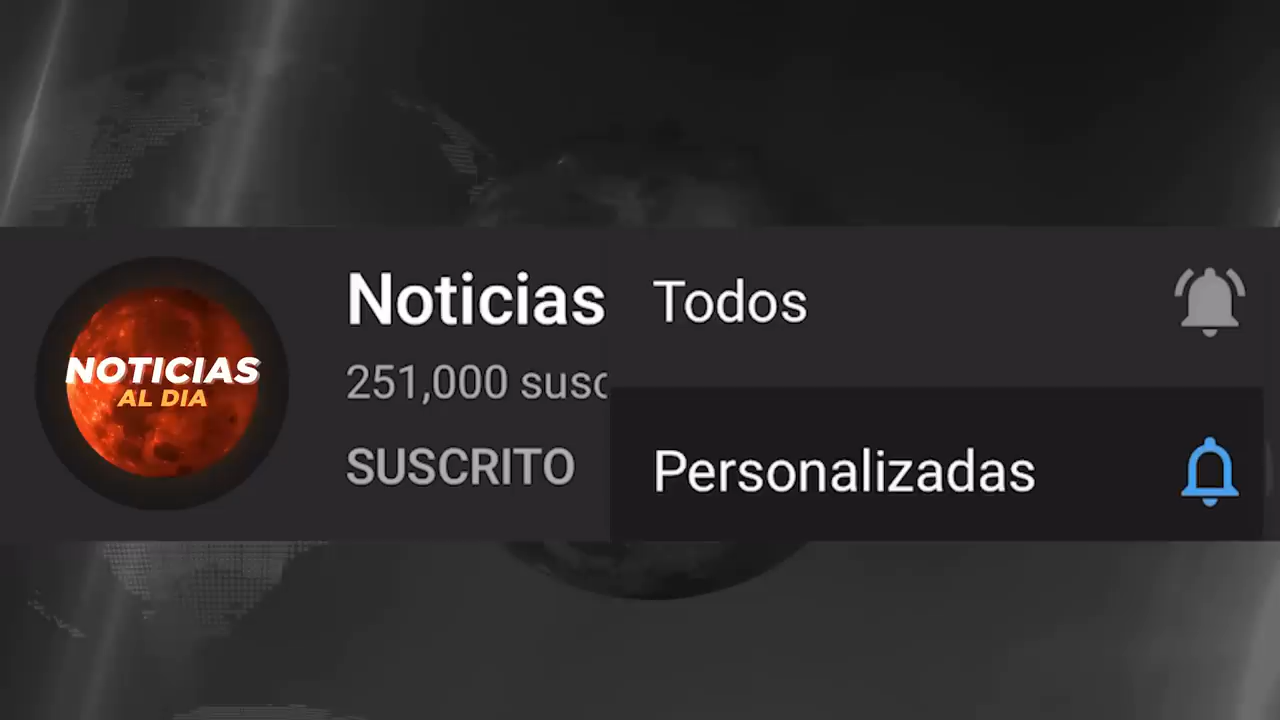 NOTICIAS
AL DIA
Noticias
251,000 susc
SUSCRITO
Todos
Personalizadas